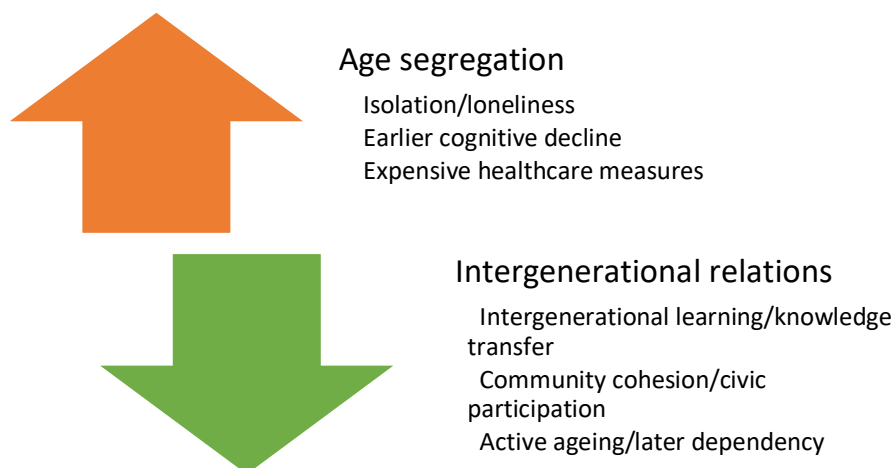 Age segregation
Isolation/loneliness
Earlier cognitive decline
Expensive healthcare measures
Intergenerational relations
Intergenerational learning/knowledge
transfer
Community cohesion/civic
participation
Active ageing/later dependency